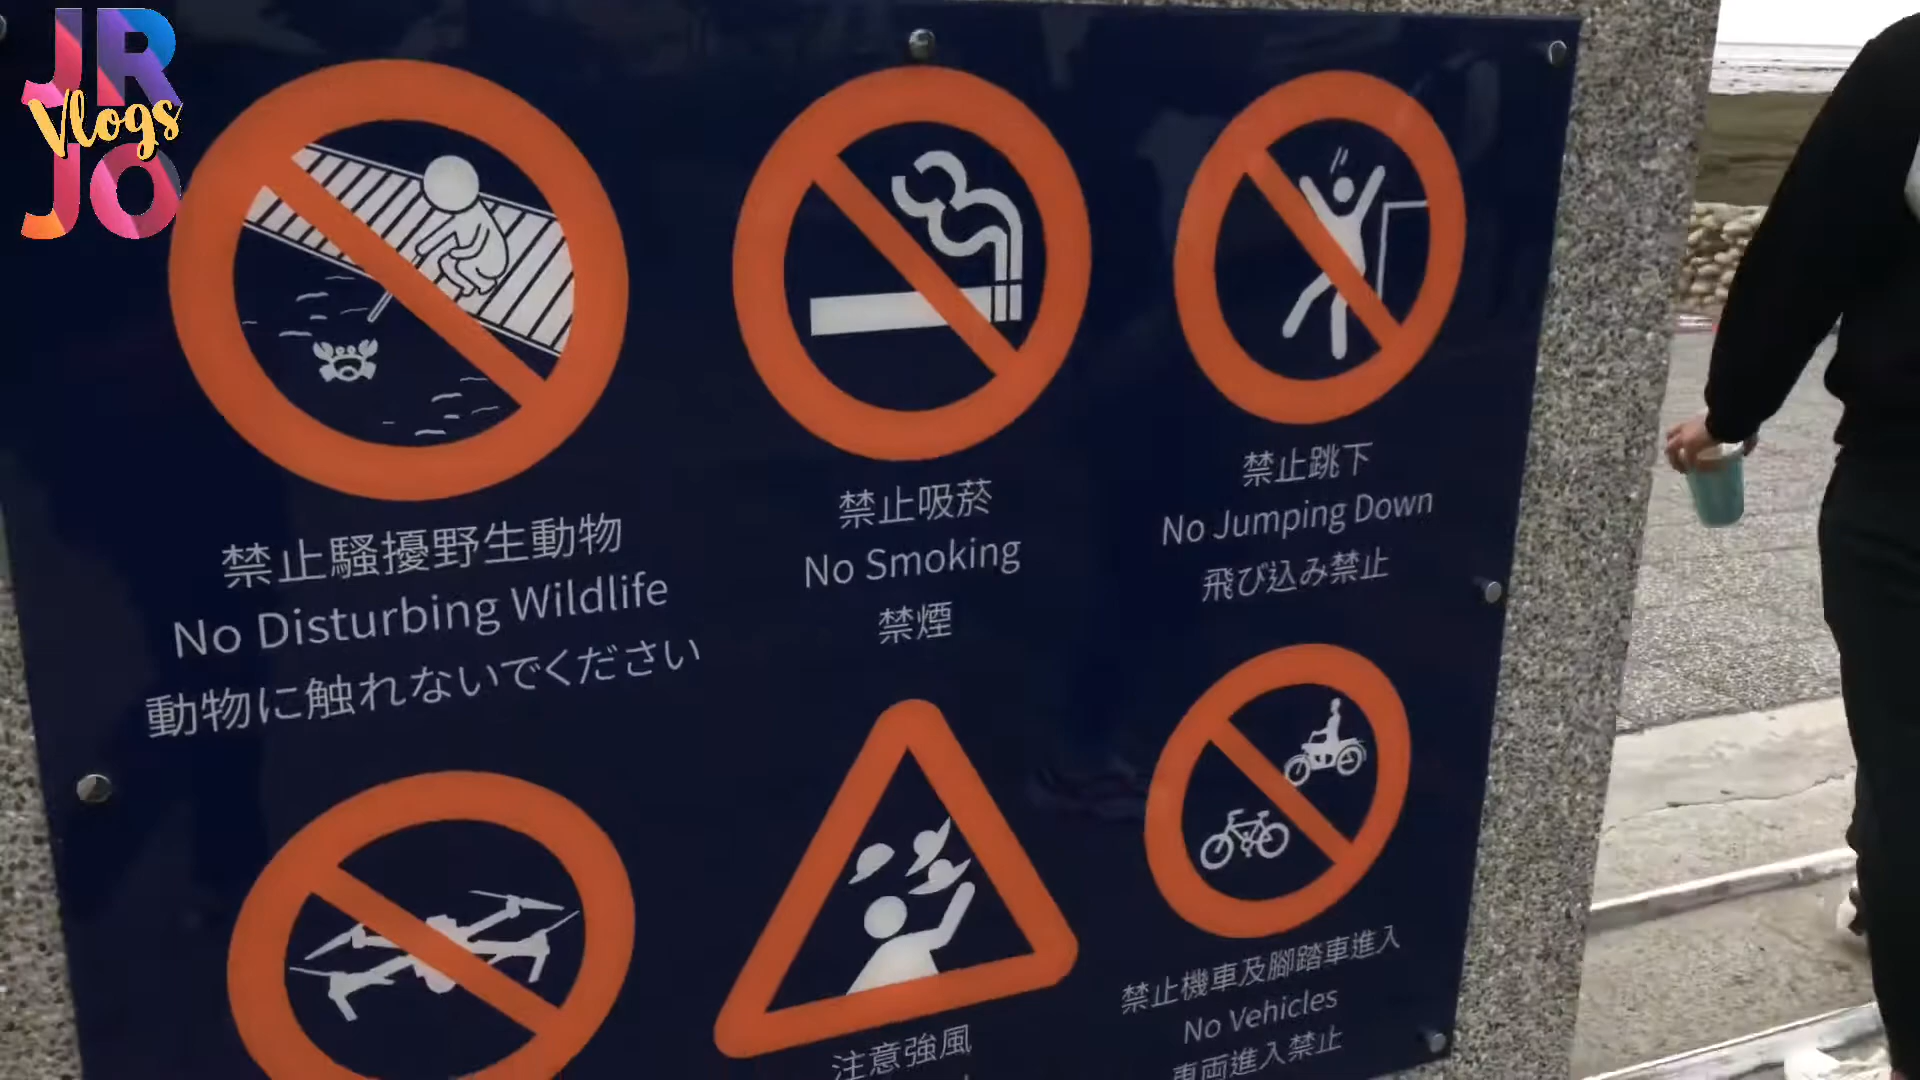 JR
Vlogs
JO
禁止騷擾野生動物
No Disturbing Wildlife
動物に触れないでください
禁止吸菸
No Smoking
禁煙
禁止跳下
No Jumping Down
飛び込み禁止
注意強風
禁止機車及腳踏車進入
No Vehicles
車両進入禁止